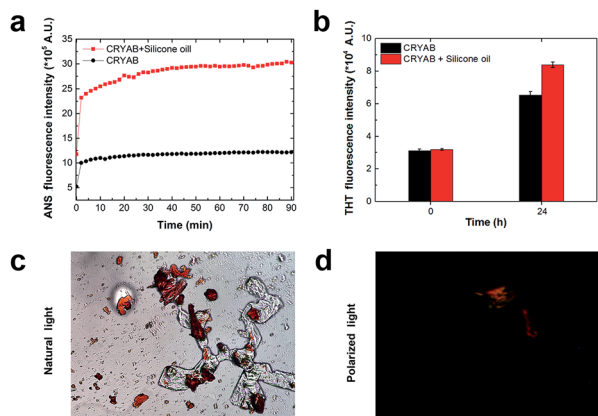 a
ANS fluorescence intensity (*10⁵ A.U.)
35
30
25
20
15
10
5
CRYAB+Silicone oill
CRYAB
0 10 20 30 40 50 60 70 80 90
Time (min)
b
THT fluorescence intensity (*10⁴ A.U.)
10
8
6
4
2
0
CRYAB
CRYAB + Silicone oil
0 24
Time (h)
c
Natural light
d
Polarized light